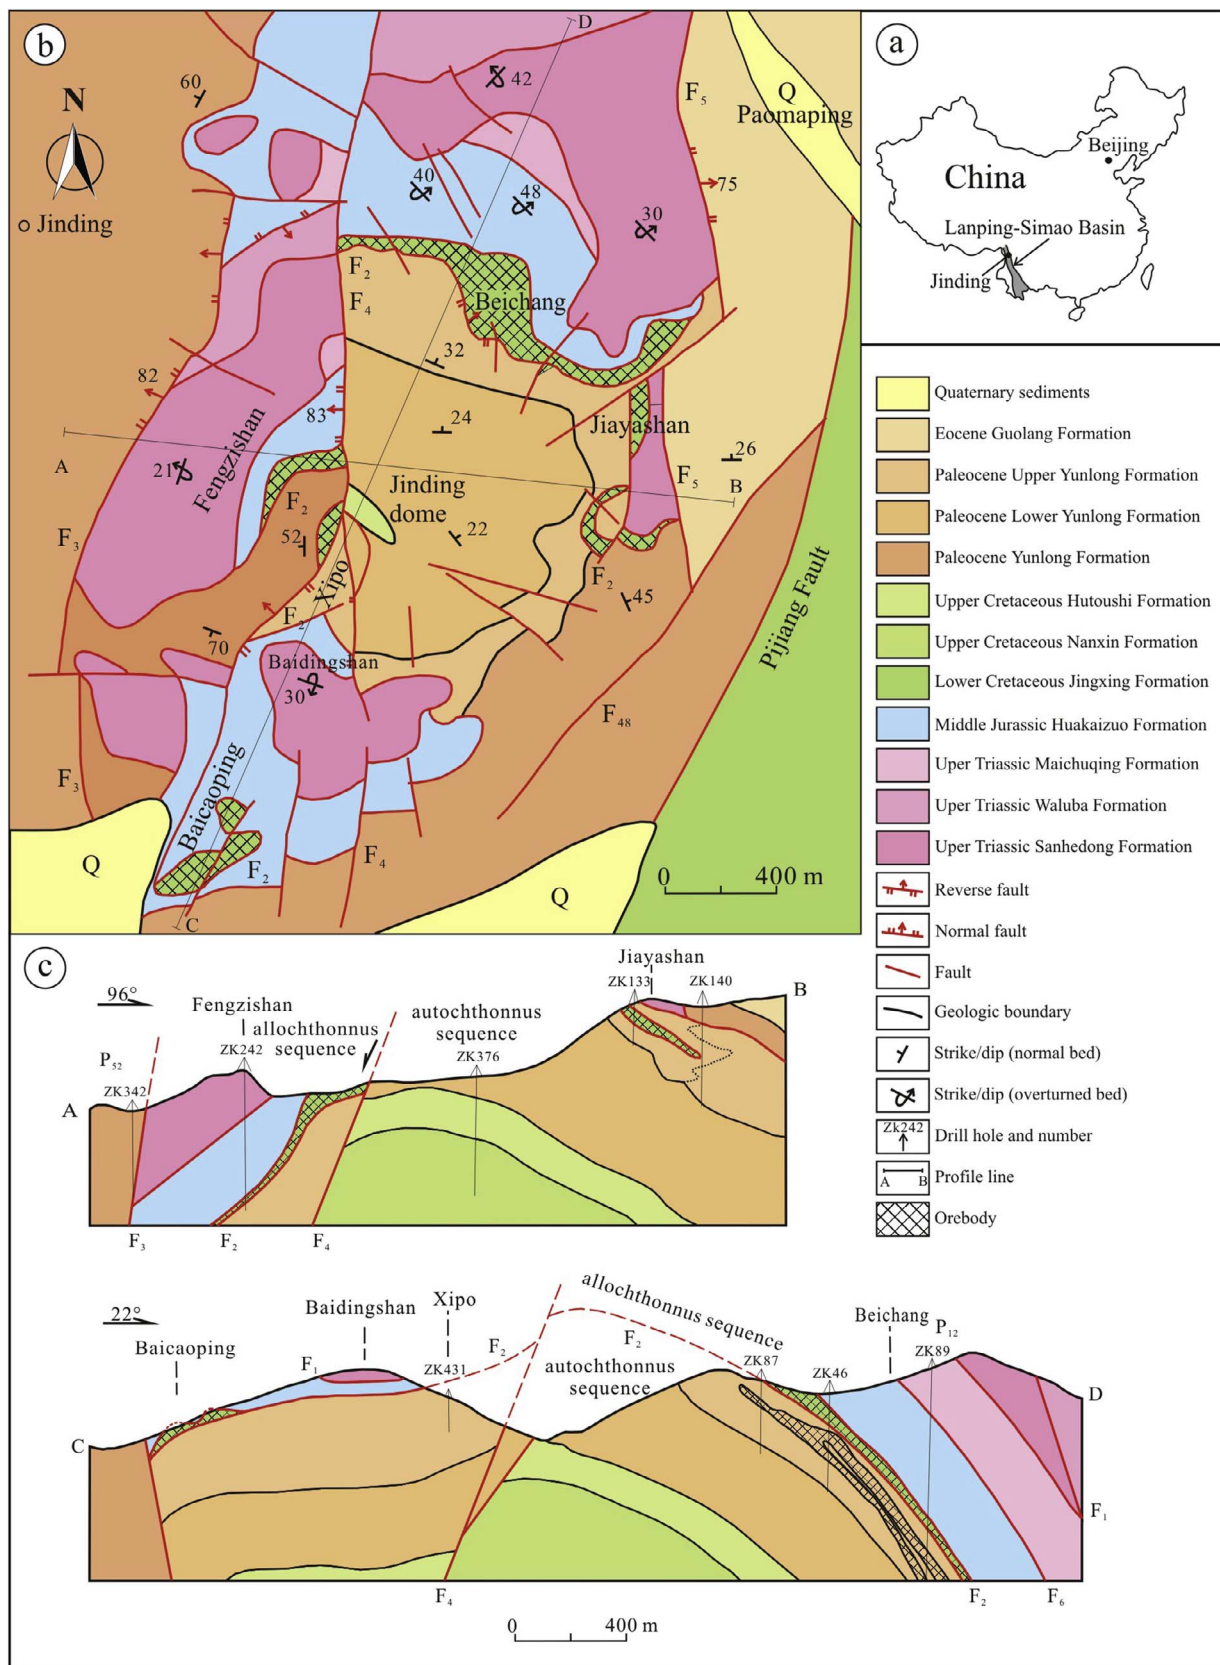 b
D
60
42
F5
Q
Paomaping
N
40
48
75
30
Jinding
F2
F4
Beichang
32
82
83
24
Jiayashan
Fengzishan
26
A
21
F5
B
Jinding
dome
F2
52
22
F3
Xipo
F2
F2
45
Pijiang Fault
70
Baidingshan
30
F48
F3
Baicaoping
Q
F2
F4
Q
C
0 400 m
a
Beijing
China
Lanping-Simao Basin
Jinding
Quaternary sediments
Eocene Guolang Formation
Paleocene Upper Yunlong Formation
Paleocene Lower Yunlong Formation
Paleocene Yunlong Formation
Upper Cretaceous Hutoushi Formation
Upper Cretaceous Nanxin Formation
Lower Cretaceous Jingxing Formation
Middle Jurassic Huakaizuo Formation
Uper Triassic Maichuqing Formation
Uper Triassic Waluba Formation
Uper Triassic Sanhedong Formation
Reverse fault
Normal fault
Fault
Geologic boundary
Strike/dip (normal bed)
Strike/dip (overturned bed)
Zk242 Drill hole and number
A B Profile line
Orebody
c
96°
Fengzishan
allochthonnus
sequence
autochthonnus
sequence
Jiayashan
ZK133
ZK140
B
P52
ZK242
ZK376
ZK342
A
F3
F2
F4
22°
Baicaoping
Baidingshan
Xipo
F1
ZK431
F2
F2
allochthonnus sequence
autochthonnus
sequence
Beichang
P12
ZK87
ZK46
ZK89
C
D
F1
F4
F2
F6
0 400 m